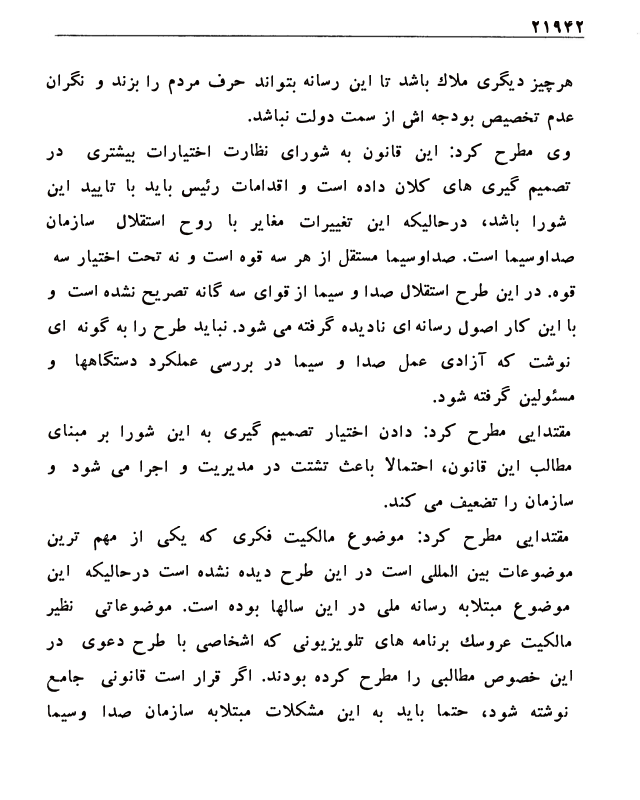 ۲۱۹۴۲
هرچیز دیگری ملاك باشد تا این رسانه بتواند حرف مردم را بزند و نگران
عدم تخصیص بودجه اش از سمت دولت نباشد.
وی مطرح کرد: این قانون به شورای نظارت اختیارات بیشتری در
تصمیم گیری های کلان داده است و اقدامات رئیس باید با تایید این
شورا باشد، درحالیکه این تغییرات مغایر با روح استقلال سازمان
صداوسیما است. صداوسیما مستقل از هر سه قوه است و نه تحت اختیار سه
قوه. در این طرح استقلال صدا و سیما از قوای سه گانه تصریح نشده است و
با این کار اصول رسانه ای نادیده گرفته می شود. نباید طرح را به گونه ای
نوشت که آزادی عمل صدا و سیما در بررسی عملکرد دستگاهها و
مسئولین گرفته شود.
مقتدایی مطرح کرد: دادن اختیار تصمیم گیری به این شورا بر مبنای
مطالب این قانون، احتمالا باعث تشتت در مدیریت و اجرا می شود و
سازمان را تضعیف می کند.
مقتدایی مطرح کرد: موضوع مالکیت فکری که یکی از مهم ترین
موضوعات بین المللی است در این طرح دیده نشده است درحالیکه این
موضوع مبتلابه رسانه ملی در این سالها بوده است. موضوعاتی نظیر
مالکیت عروسك برنامه های تلویزیونی که اشخاصی با طرح دعوی در
این خصوص مطالبی را مطرح کرده بودند. اگر قرار است قانونی جامع
نوشته شود، حتما باید به این مشکلات مبتلابه سازمان صدا وسیما